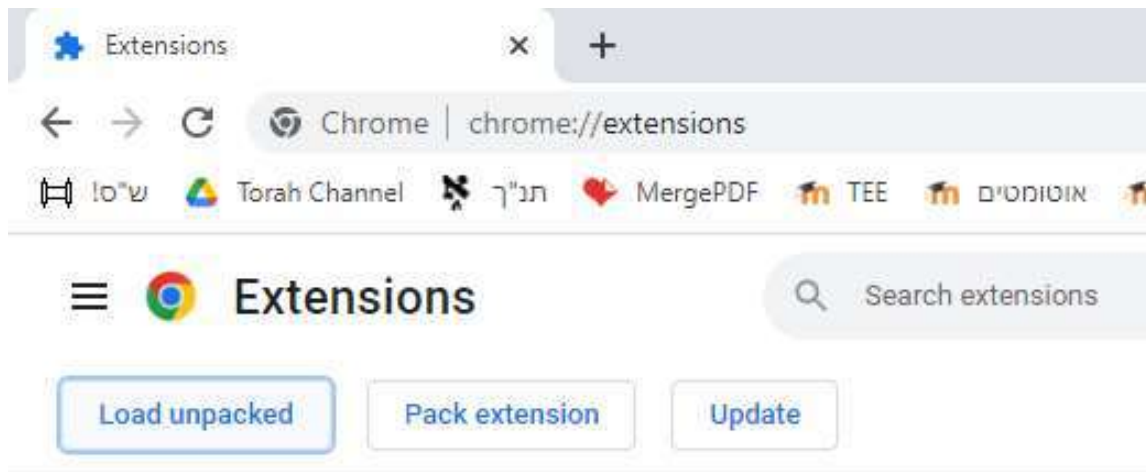 Extensions
Chrome | chrome://extensions
ש"ס! Torah Channel תנ"ך MergePDF TEE אוטומטים
Extensions Search extensions
Load unpacked Pack extension Update